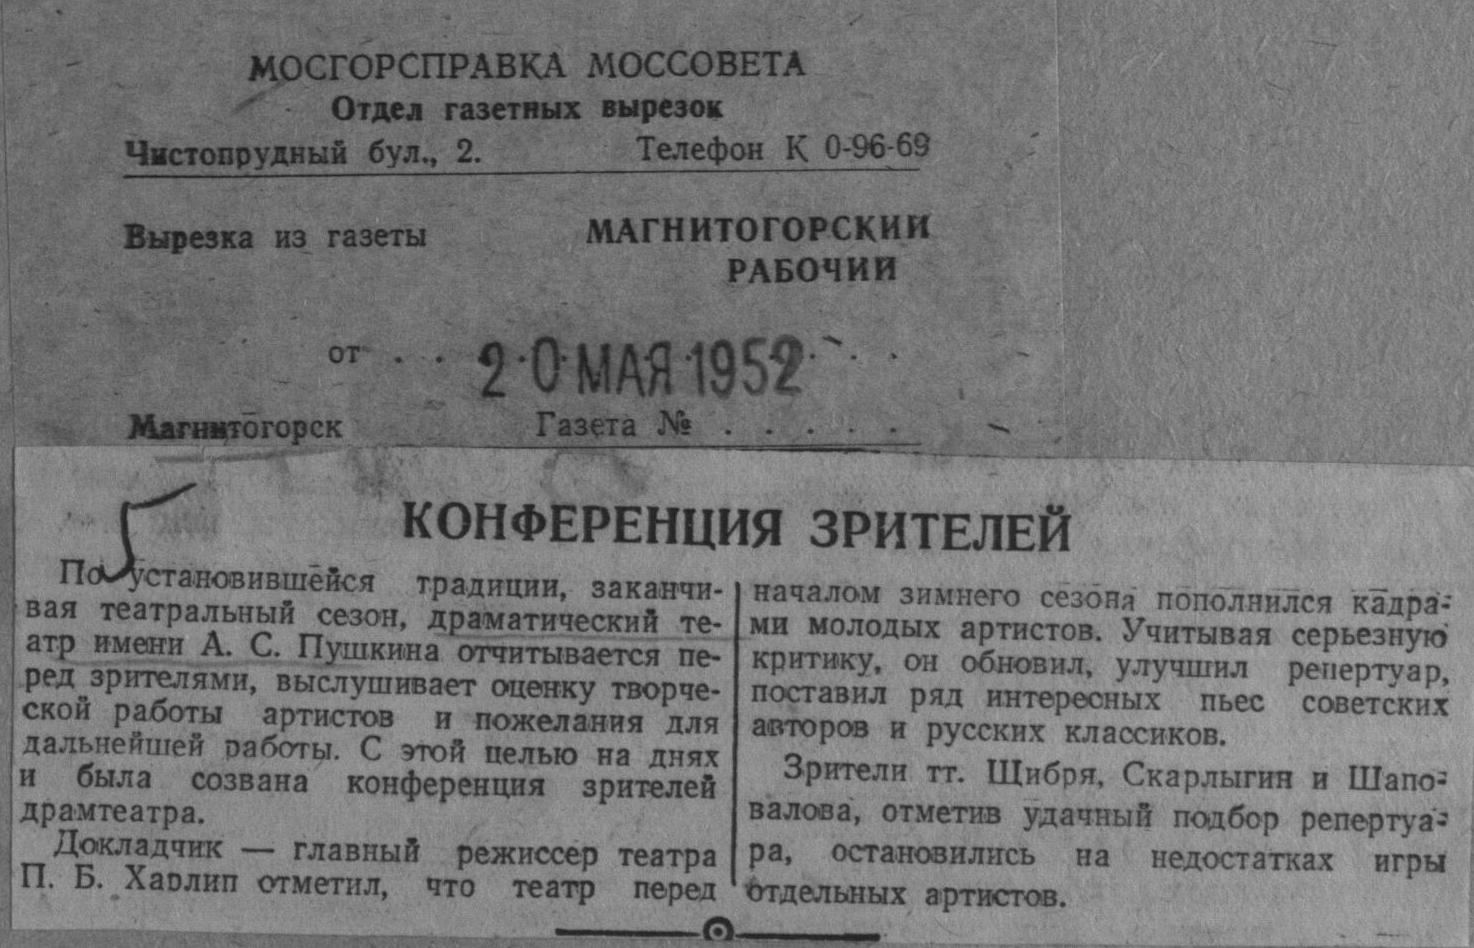 МОСГОРСПРАВКА МОССОВЕТА
Отдел газетных вырезок
Чистопрудный бул., 2. Телефон К 0-96-69
Вырезка из газеты МАГНИТОГОРСКИЙ
РАБОЧИЙ
от . . 20 МАЯ 1952 . .
Магнитогорск Газета № . . . . .
5
КОНФЕРЕНЦИЯ ЗРИТЕЛЕЙ
По установившейся традиции, заканчи-
вая театральный сезон, драматический те-
атр имени А. С. Пушкина отчитывается пе-
ред зрителями, выслушивает оценку творче-
ской работы артистов и пожелания для
дальнейшей работы. С этой целью на днях
и была созвана конференция зрителей
драмтеатра.
Докладчик — главный режиссер театра
П. Б. Харлип отметил, что театр перед
началом зимнего сезона пополнился кадра-
ми молодых артистов. Учитывая серьезную
критику, он обновил, улучшил репертуар,
поставил ряд интересных пьес советских
авторов и русских классиков.
Зрители тт. Щибря, Скарлыгин и Шапо-
валова, отметив удачный подбор репертуа-
ра, остановились на недостатках игры
отдельных артистов.